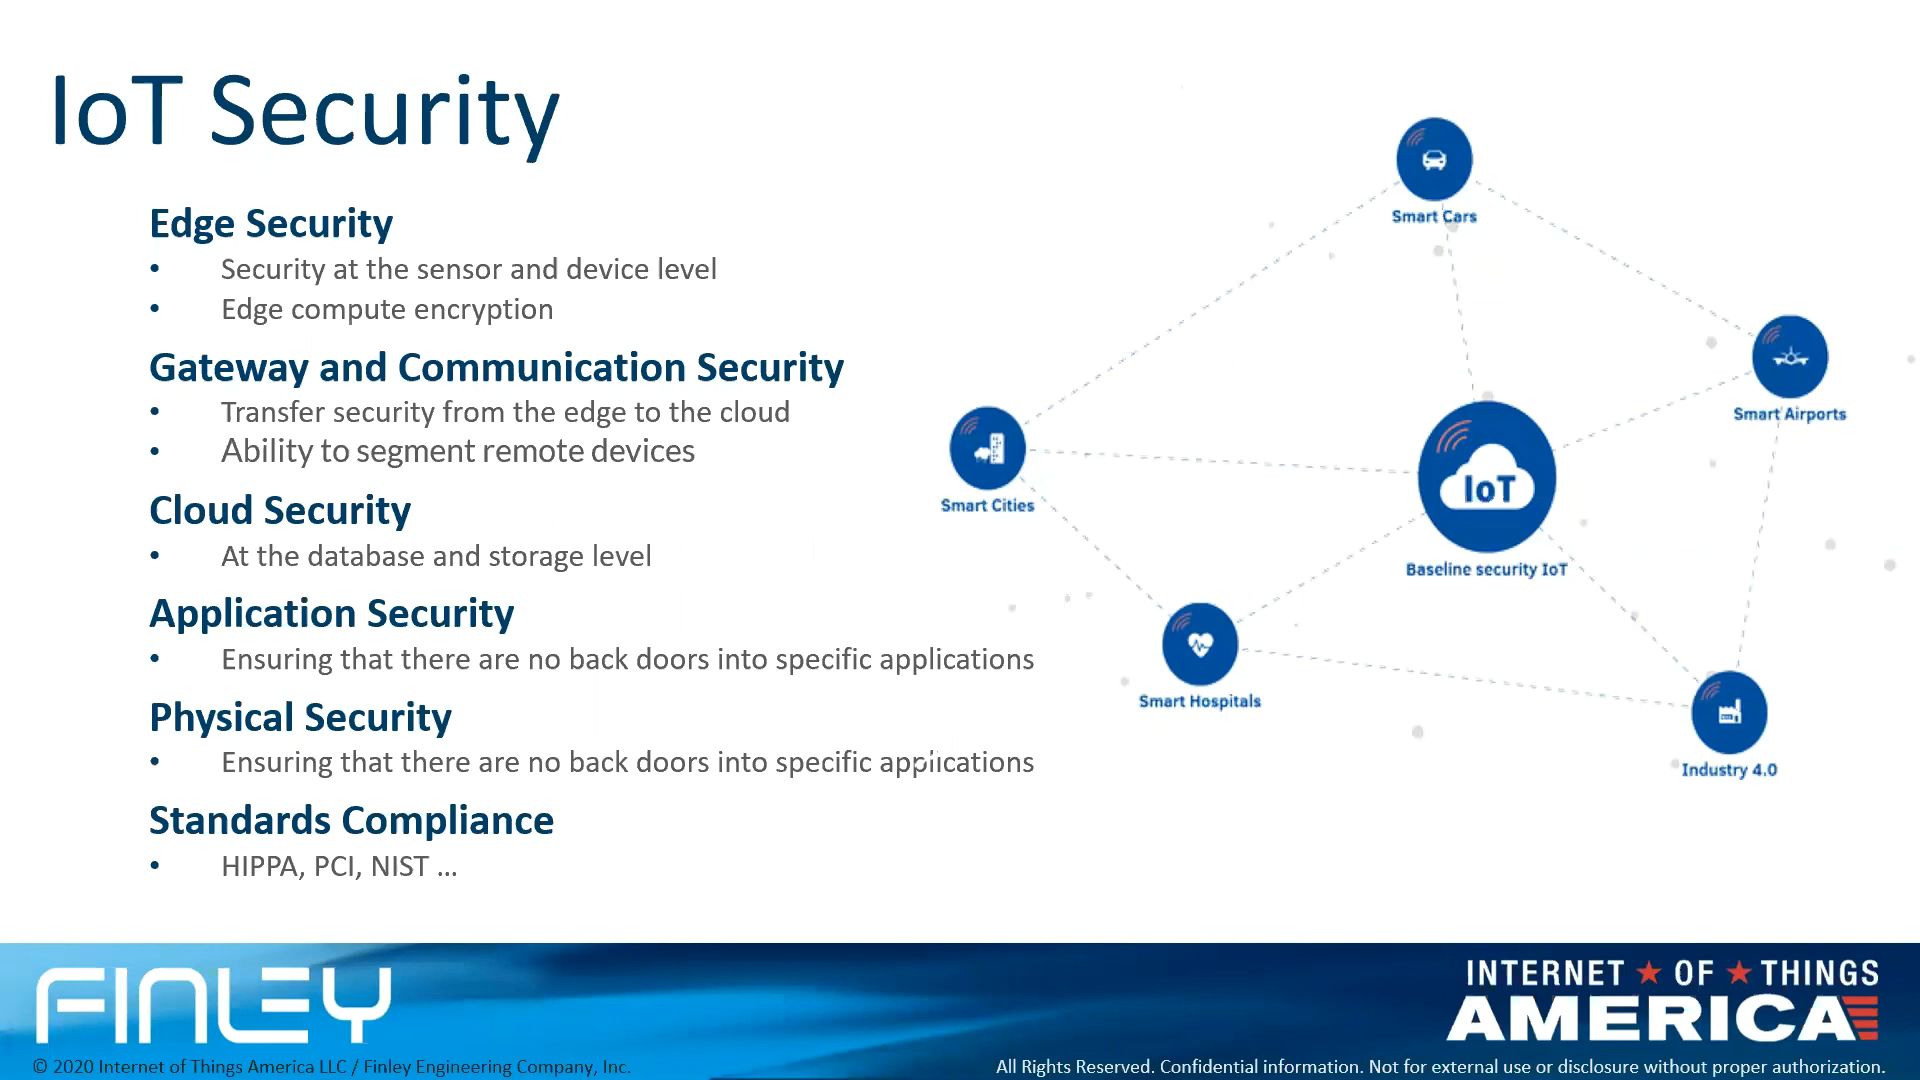 IoT Security
Edge Security
• Security at the sensor and device level
• Edge compute encryption
Gateway and Communication Security
• Transfer security from the edge to the cloud
• Ability to segment remote devices
Cloud Security
• At the database and storage level
Application Security
• Ensuring that there are no back doors into specific applications
Physical Security
• Ensuring that there are no back doors into specific applications
Standards Compliance
• HIPPA, PCI, NIST ...
Smart Cars
Smart Airports
Smart Cities
IoT
Baseline security IoT
Smart Hospitals
Industry 4.0
FINLEY
INTERNET ★ OF ★ THINGS
AMERICA
© 2020 Internet of Things America LLC / Finley Engineering Company, Inc.
All Rights Reserved. Confidential information. Not for external use or disclosure without proper authorization.